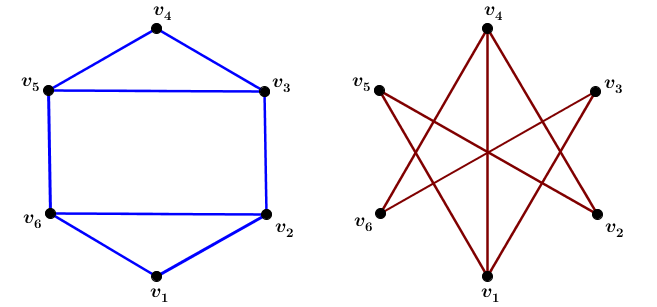 v₄ v₄
v₅ v₃ v₅ v₃
v₆ v₂ v₆ v₂
v₁ v₁